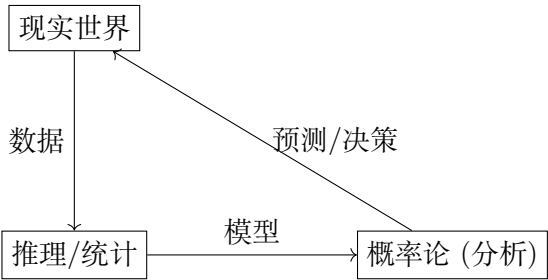 现实世界
数据
预测/决策
模型
推理/统计
概率论 (分析)